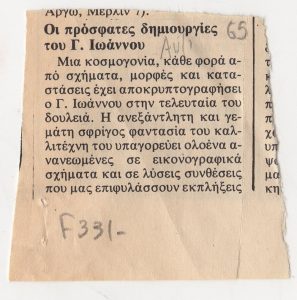 Αργώ, Μερλίν 7).
Οι πρόσφατες δημιουργίες
του Γ. Ιωάννου
65
Μια κοσμογονία, κάθε φορά α-
πό σχήματα, μορφές και κατα-
στάσεις έχει αποκρυπτογραφήσει
ο Γ. Ιωάννου στην τελευταία του
δουλειά. Η ανεξάντλητη και γε-
μάτη σφρίγος φαντασία του καλ-
λιτέχνη του υπαγορεύει ολοένα α-
νανεωμένες σε εικονογραφικά
σχήματα και σε λύσεις συνθέσεις
που μας επιφυλάσσουν εκπλήξεις
F331-